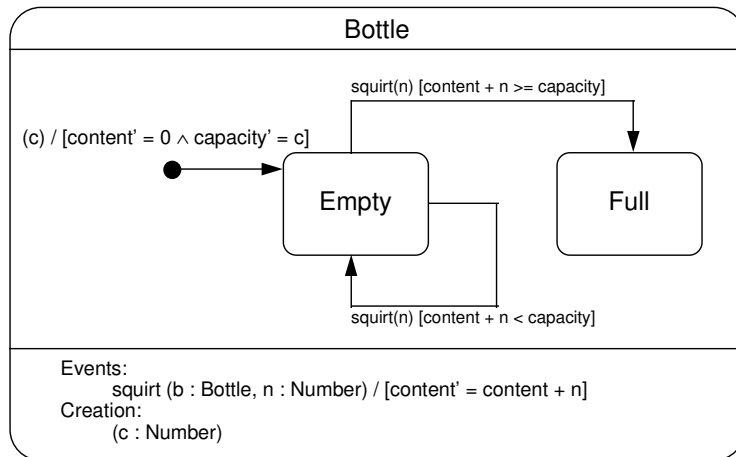 Bottle
squirt(n) [content + n >= capacity]
(c) / [content’ = 0 ∧ capacity’ = c]
Empty
Full
squirt(n) [content + n < capacity]
Events:
squirt (b : Bottle, n : Number) / [content’ = content + n]
Creation:
(c : Number)